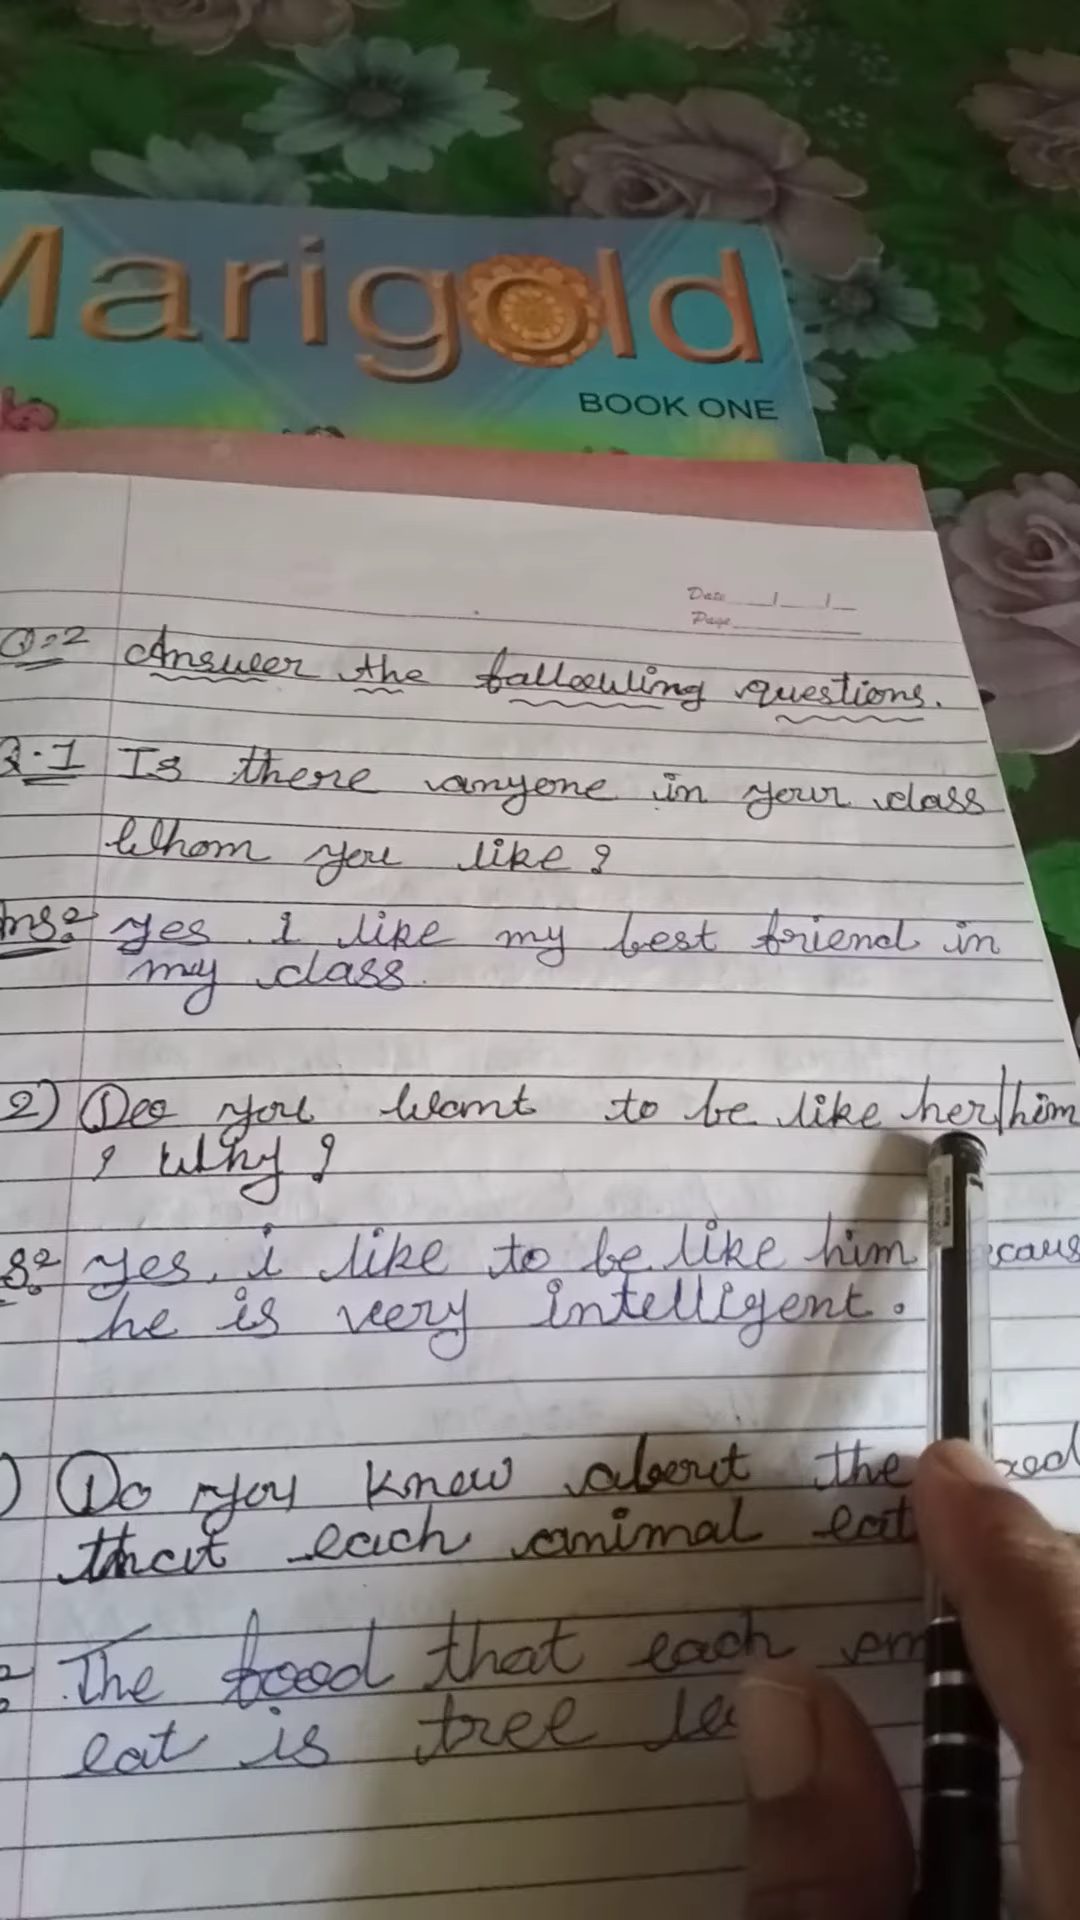 Marigold
BOOK ONE
Date
Page
Q:2 Answer the following questions.
Q.1 Is there anyone in your class
Whom you like?
Ans: Yes. i like my best friend in
my class.
2) Do you want to be like her/him
? Why?
Yes, i like to be like him
he is very intelligent.
) Do you know about the
that each animal eat
The food that each
eat is tree